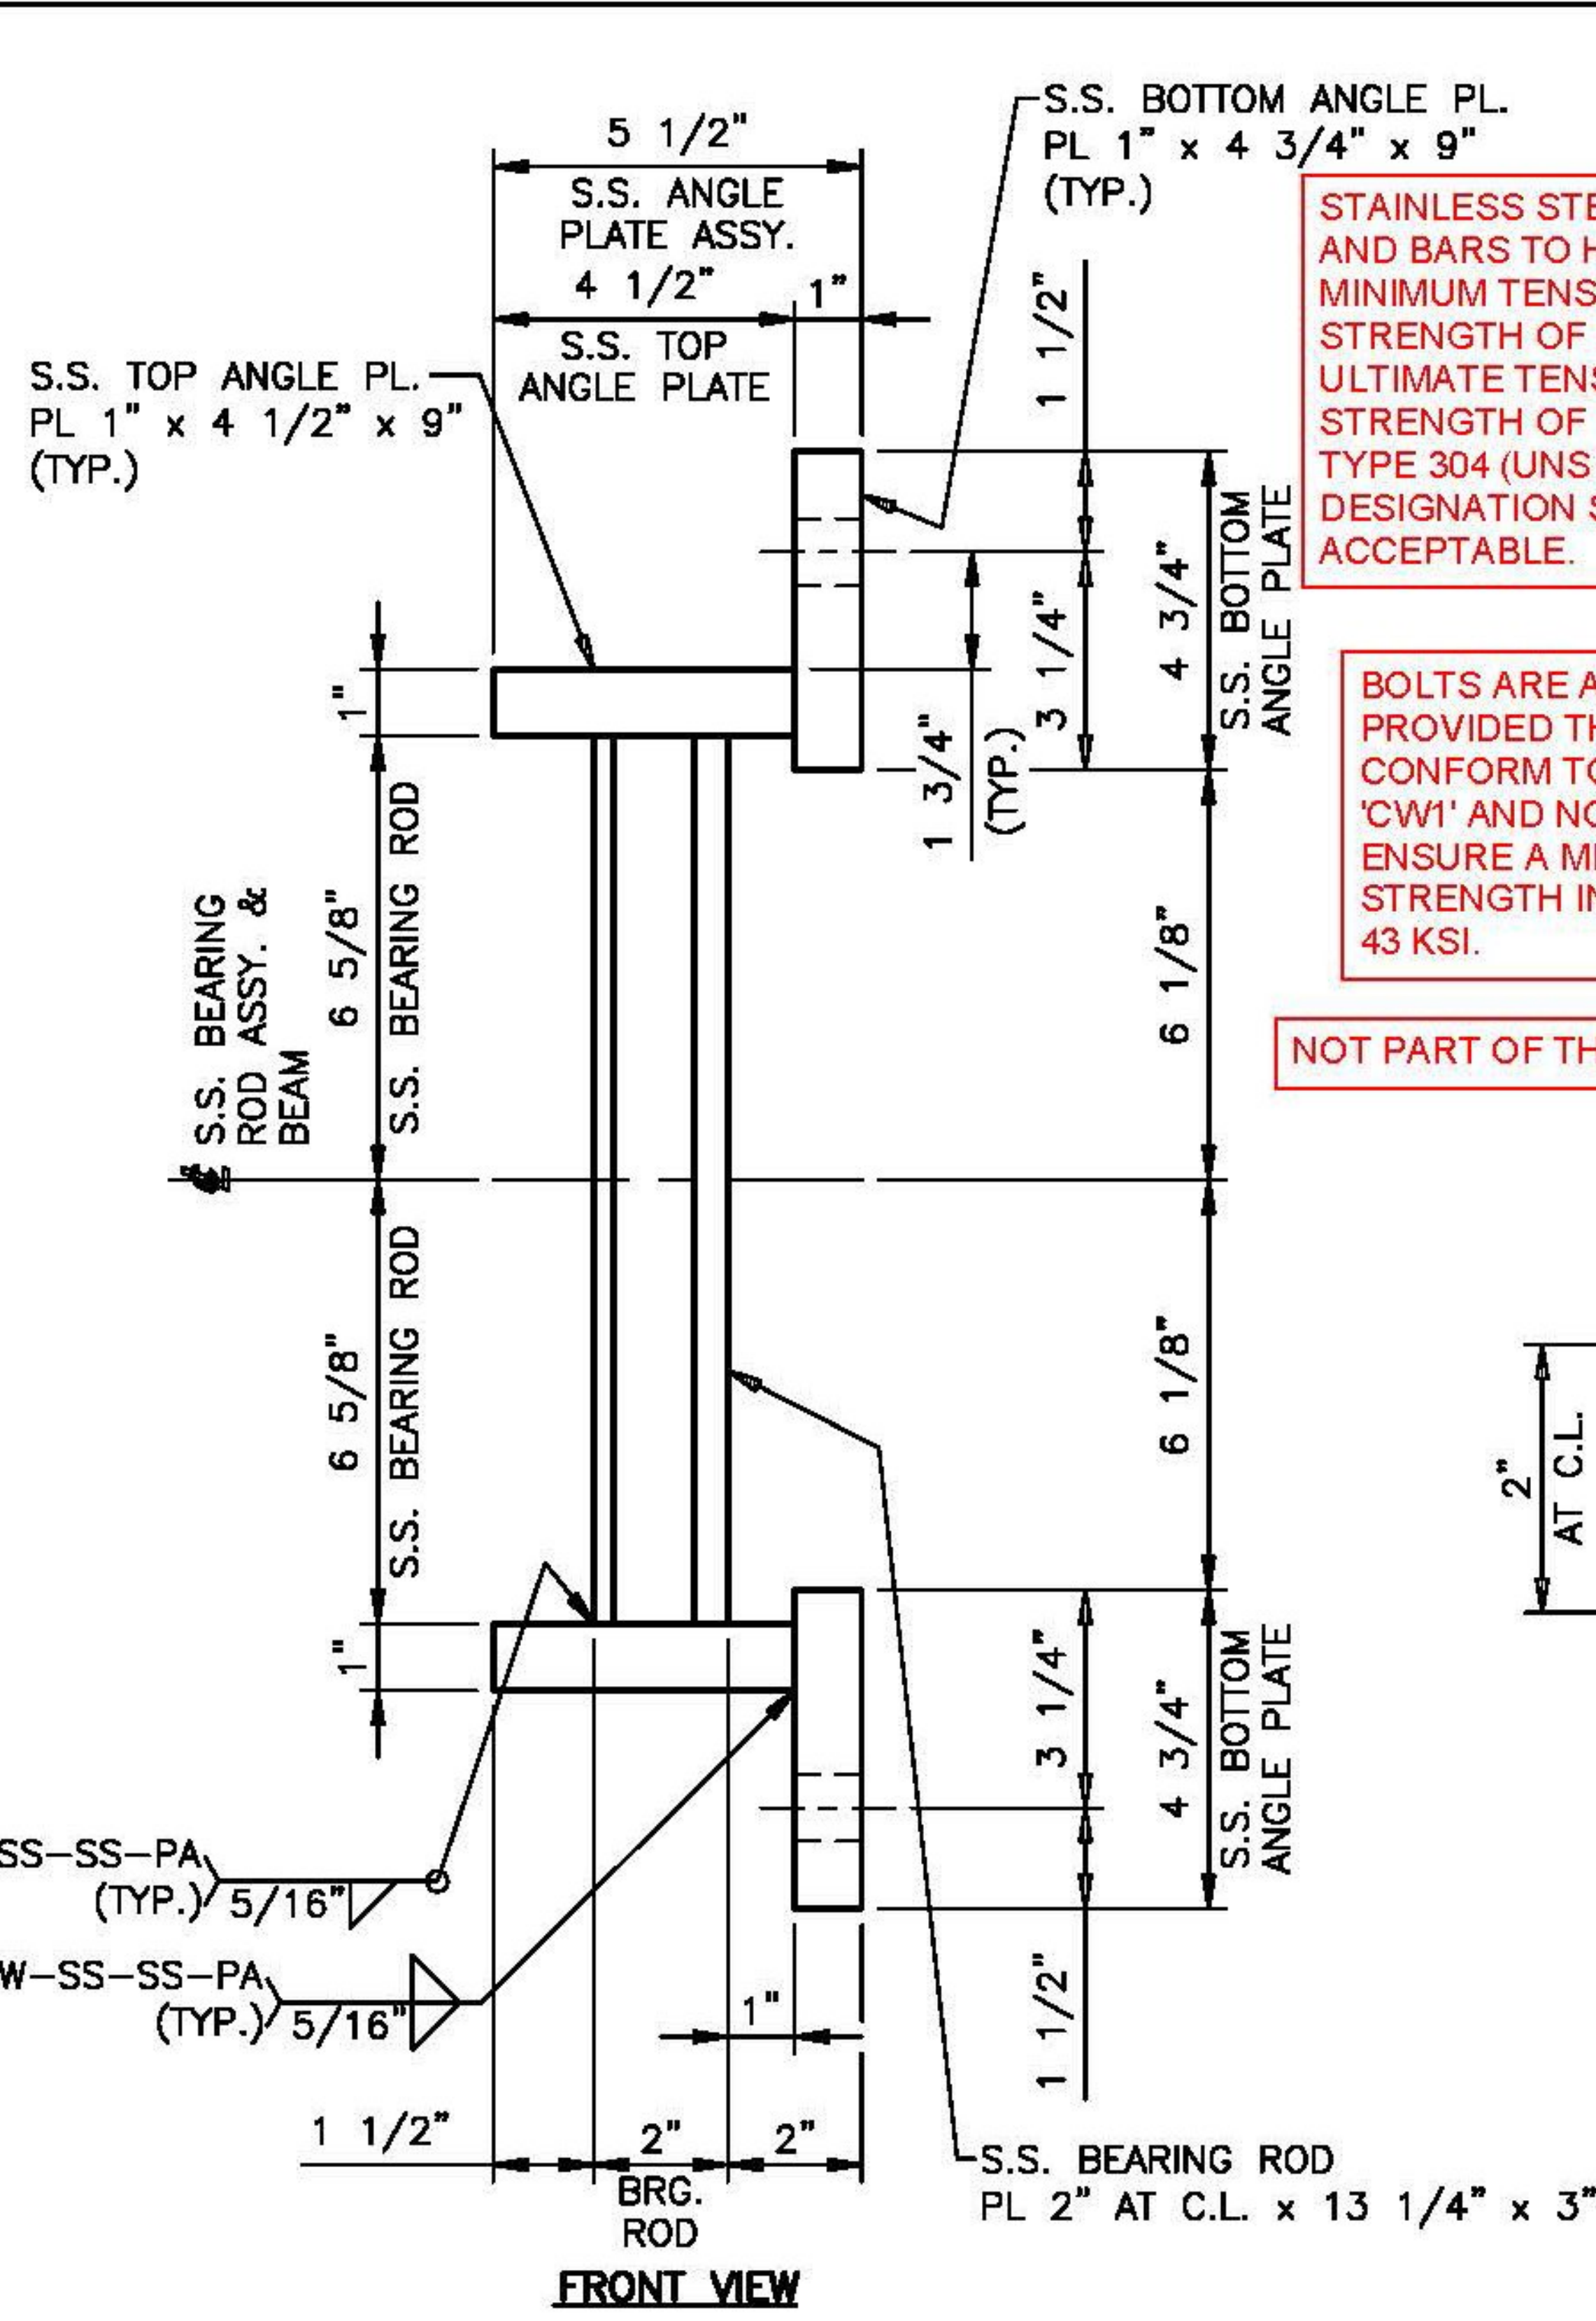 5 1/2"
S.S. ANGLE
PLATE ASSY.
4 1/2"
1"
S.S. TOP
ANGLE PLATE
S.S. BOTTOM ANGLE PL.
PL 1" x 4 3/4" x 9"
(TYP.)
S.S. TOP ANGLE PL.
PL 1" x 4 1/2" x 9"
(TYP.)
STAINLESS STE
AND BARS TO H
MINIMUM TENS
STRENGTH OF
ULTIMATE TENS
STRENGTH OF
TYPE 304 (UNS
DESIGNATION S
ACCEPTABLE.
1 1/2"
3 1/4"
4 3/4"
S.S. BOTTOM
ANGLE PLATE
1 3/4"
(TYP.)
BOLTS ARE A
PROVIDED TH
CONFORM TO
'CW1' AND NO
ENSURE A MI
STRENGTH IN
43 KSI.
NOT PART OF TH
1"
6 5/8"
S.S. BEARING ROD
S.S. BEARING
ROD ASSY. &
BEAM
6 1/8"
6 5/8"
S.S. BEARING ROD
6 1/8"
2"
AT C.L.
1"
3 1/4"
4 3/4"
S.S. BOTTOM
ANGLE PLATE
1 1/2"
SS-SS-PA
(TYP.) 5/16"
W-SS-SS-PA
(TYP.) 5/16"
1"
1 1/2"
2"
2"
BRG.
ROD
S.S. BEARING ROD
PL 2" AT C.L. x 13 1/4" x 3"
FRONT VIEW